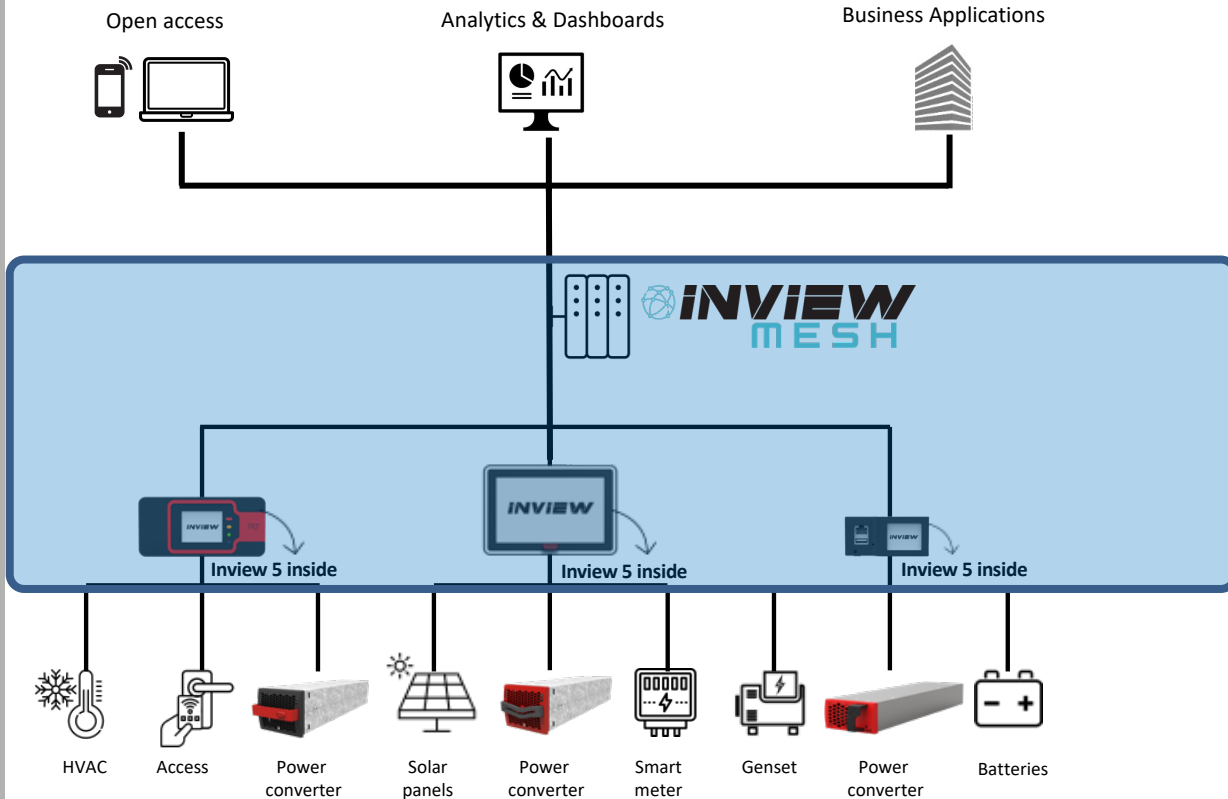 Open access
Analytics & Dashboards
Business Applications
INVIEW
MESH
INVIEW
INVIEW
INVIEW
Inview 5 inside
Inview 5 inside
Inview 5 inside
HVAC
Access
Power
converter
Solar
panels
Power
converter
Smart
meter
Genset
Power
converter
Batteries